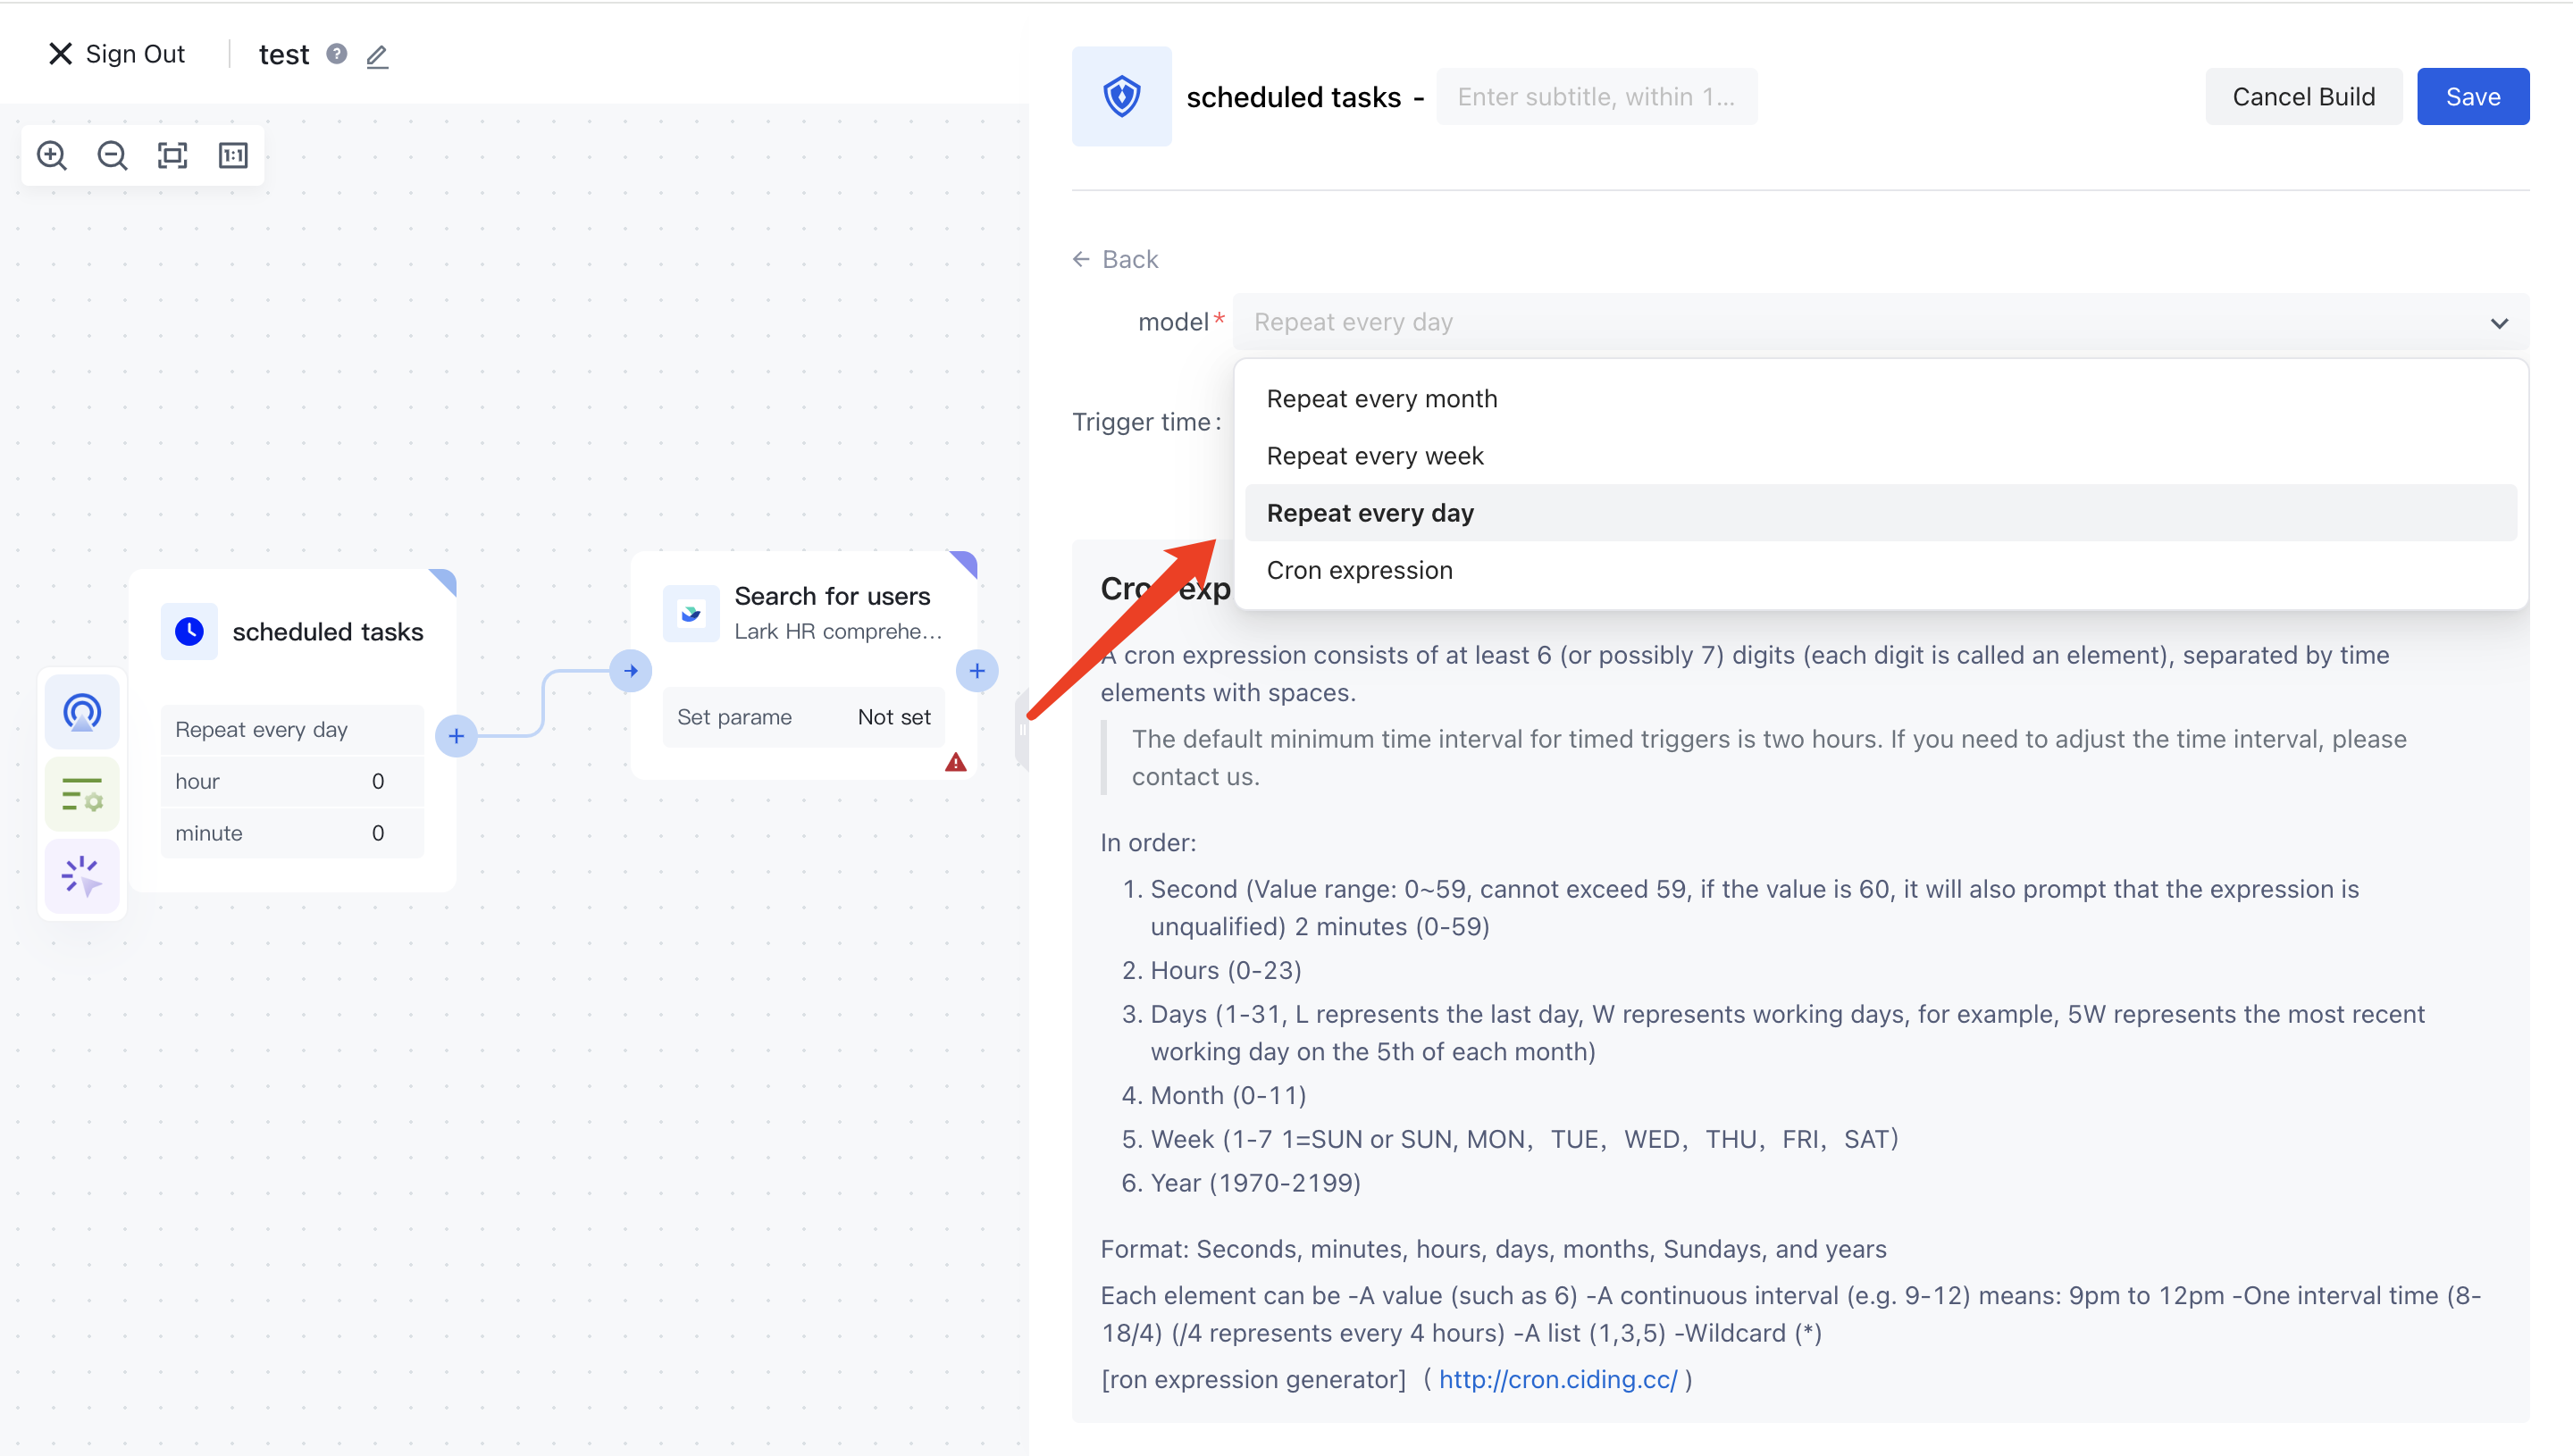 Sign Out
test
scheduled tasks -
Enter subtitle, within 1...
Cancel Build
Save
1:1
Back
model*
Repeat every day
Repeat every month
Repeat every week
Repeat every day
Cron expression
Trigger time:
scheduled tasks
Repeat every day
hour 0
minute 0
Search for users
Lark HR comprehe...
Set parame Not set
Cro exp
A cron expression consists of at least 6 (or possibly 7) digits (each digit is called an element), separated by time
elements with spaces.
The default minimum time interval for timed triggers is two hours. If you need to adjust the time interval, please
contact us.
In order:
1. Second (Value range: 0~59, cannot exceed 59, if the value is 60, it will also prompt that the expression is
unqualified) 2 minutes (0-59)
2. Hours (0-23)
3. Days (1-31, L represents the last day, W represents working days, for example, 5W represents the most recent
working day on the 5th of each month)
4. Month (0-11)
5. Week (1-7 1=SUN or SUN, MON，TUE，WED，THU，FRI，SAT)
6. Year (1970-2199)
Format: Seconds, minutes, hours, days, months, Sundays, and years
Each element can be -A value (such as 6) -A continuous interval (e.g. 9-12) means: 9pm to 12pm -One interval time (8-
18/4) (/4 represents every 4 hours) -A list (1,3,5) -Wildcard (*)
[ron expression generator]（ http://cron.ciding.cc/ )